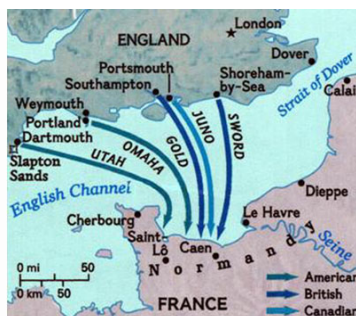 London
ENGLAND
Dover
Portsmouth
Southampton
Shoreham-
by-Sea
Strait of Dover
Calai
Weymouth
Portland
Dartmouth
Slapton
Sands
UTAH
OMAHA
GOLD
JUNO
SWORD
English Channel
Dieppe
Cherbourg
Le Havre
Saint-
Lô
Caen
Seine
Normandy
0 mi 50
0 km 50
FRANCE
American
British
Canadian